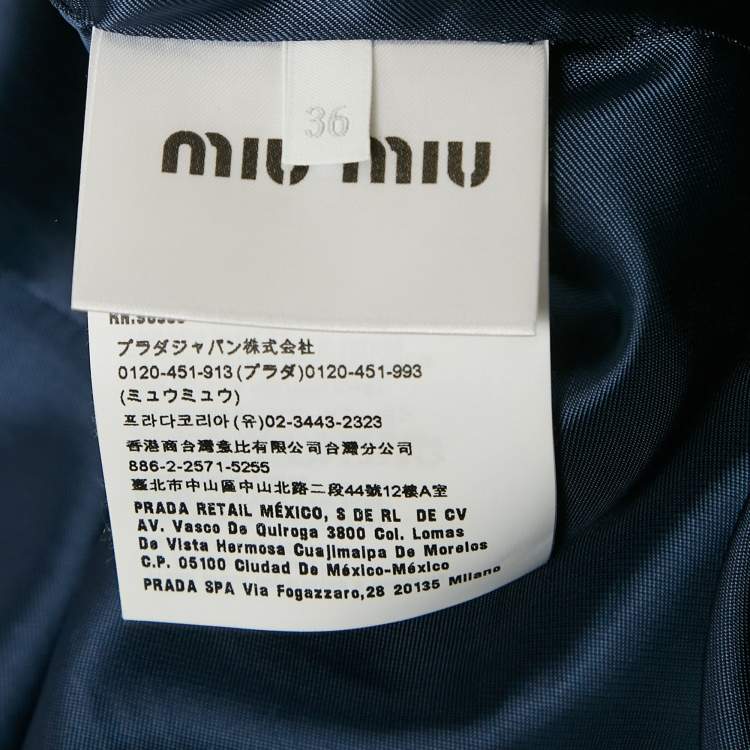 36
miu miu
プラダジャパン株式会社
0120-451-913(プラダ)0120-451-993
(ミュウミュウ)
프라다코리아(유)02-3443-2323
香港商台灣意比有限公司台灣分公司
886-2-2571-5255
臺北市中山區中山北路二段44號12樓A室
PRADA RETAIL MÉXICO, S DE RL DE CV
AV. Vasco De Quiroga 3800 Col. Lomas
De Vista Hermosa Cuajimalpa De Morelos
C.P. 05100 Ciudad De México-México
PRADA SPA Via Fogazzaro,28 20135 Milano